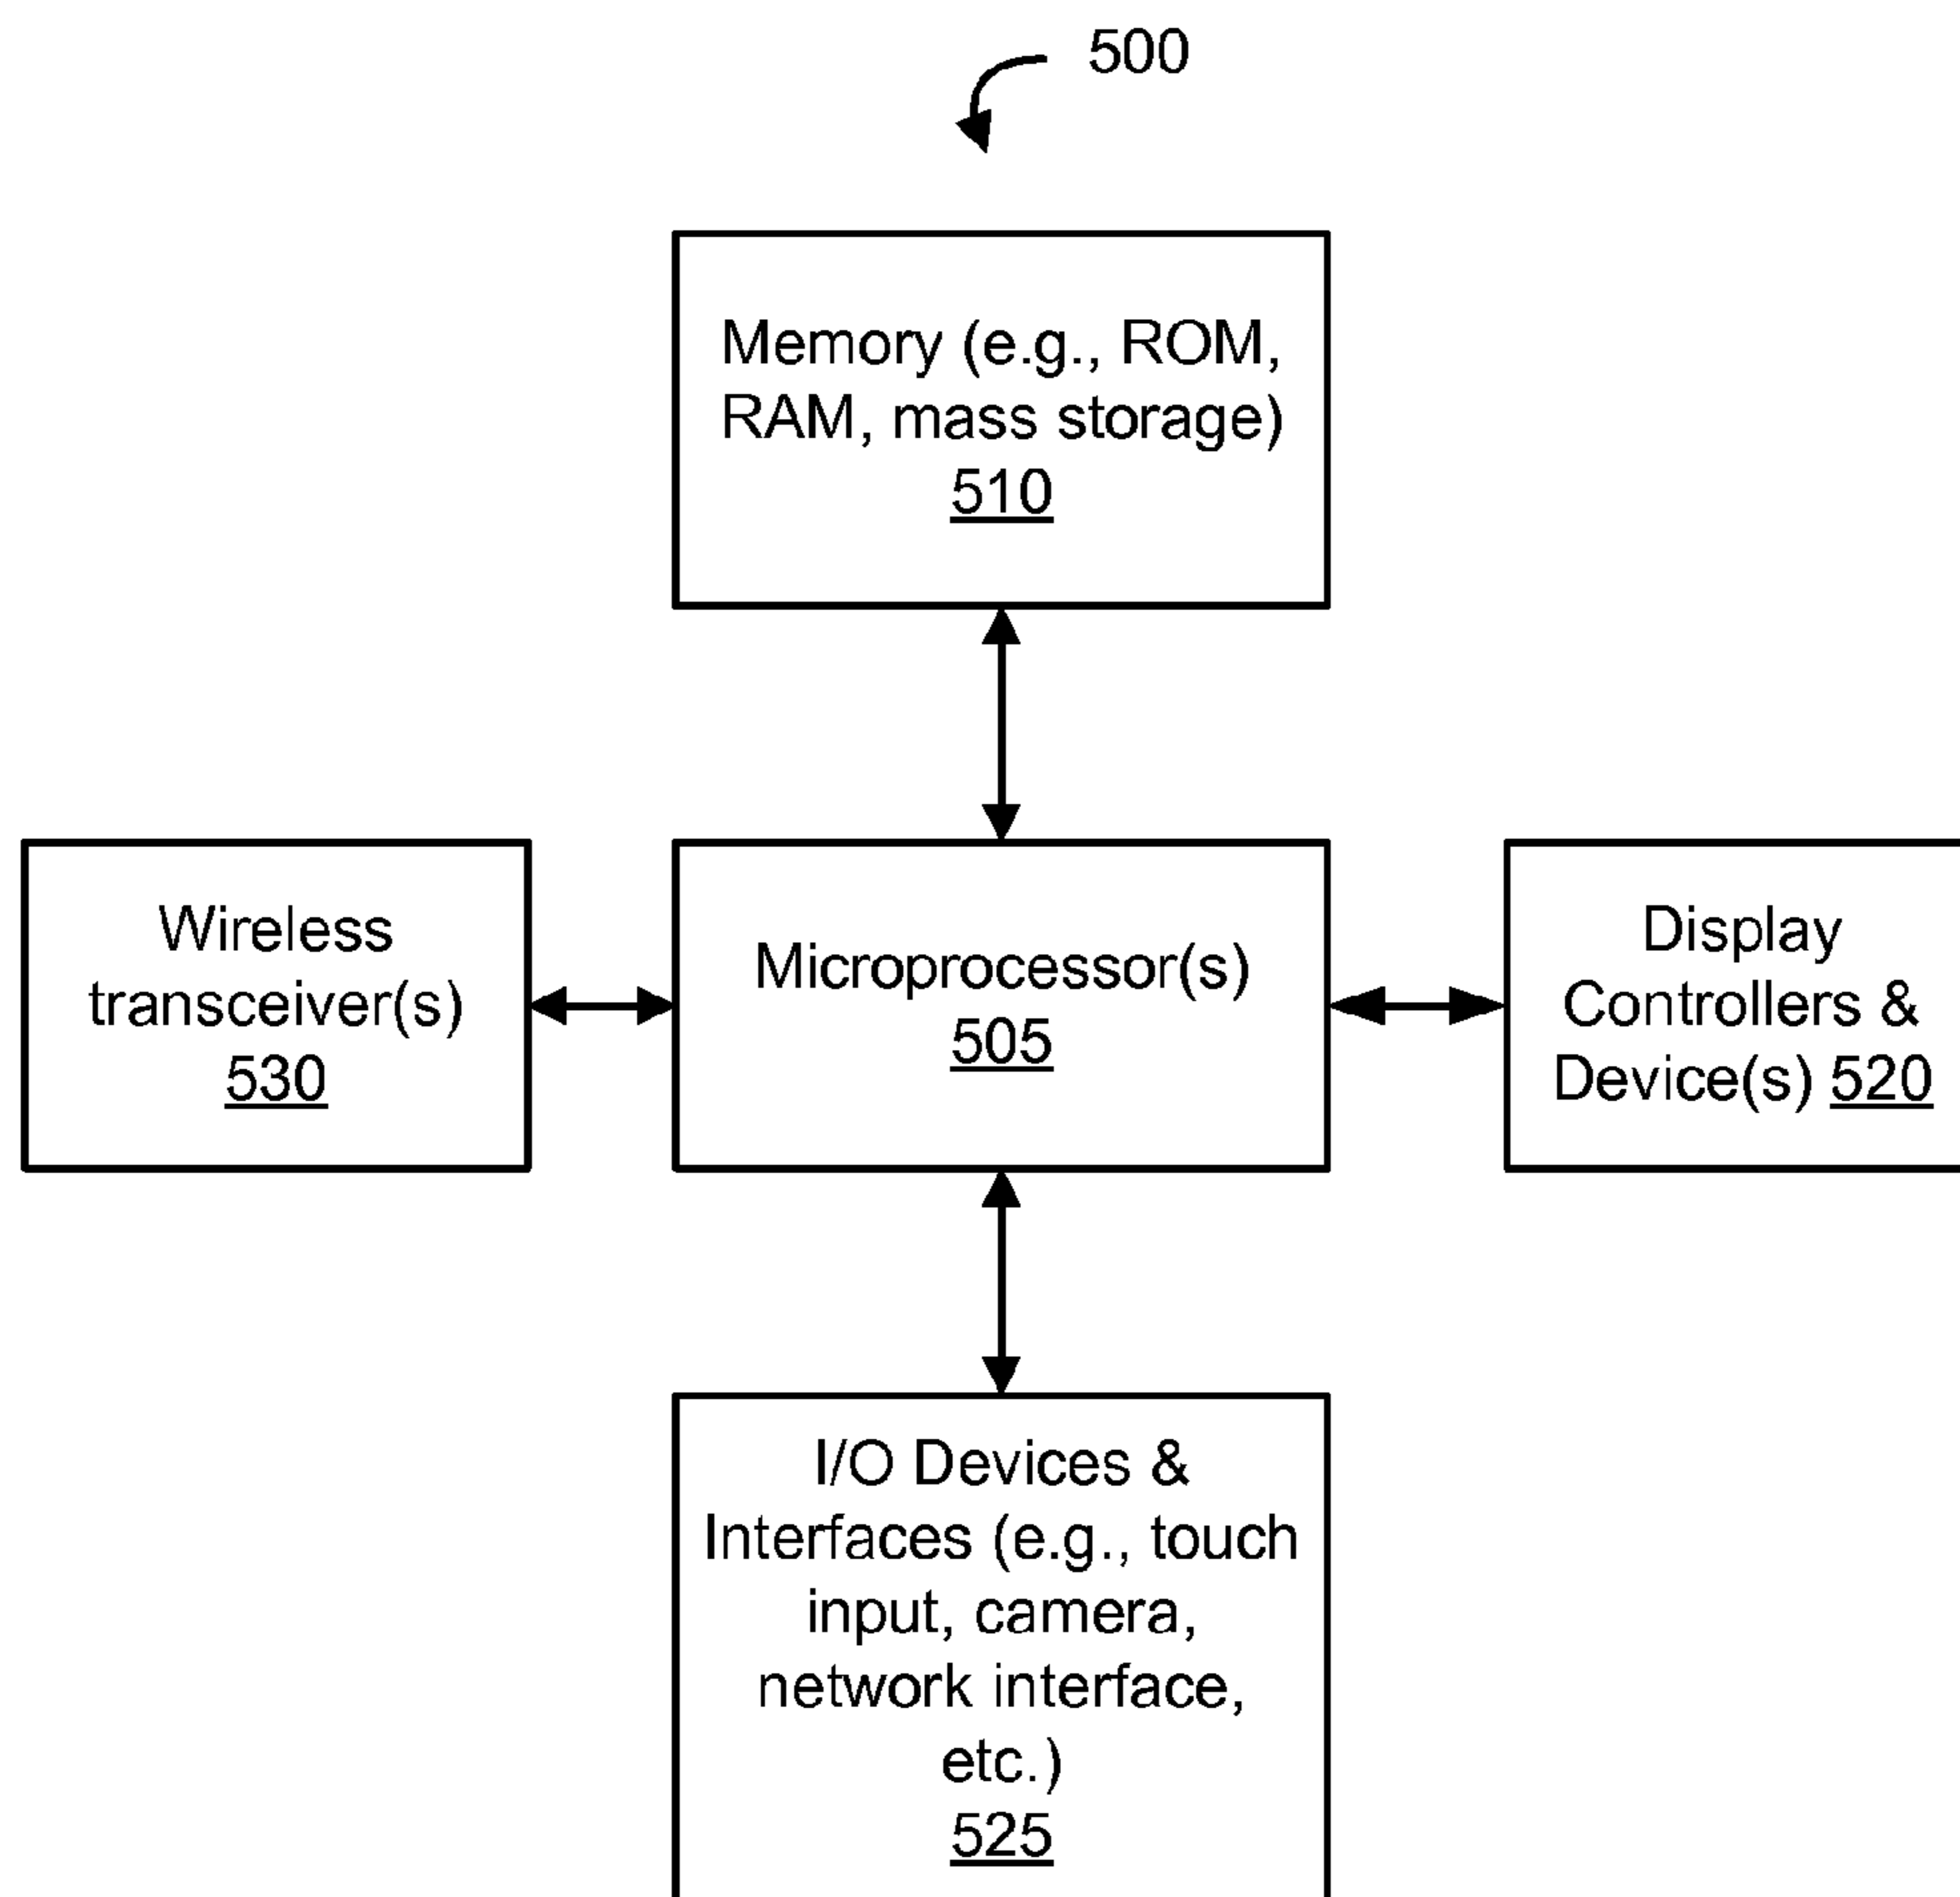 500
Memory (e.g., ROM,
RAM, mass storage)
510
Wireless
transceiver(s)
530
Microprocessor(s)
505
Display
Controllers &
Device(s) 520
I/O Devices &
Interfaces (e.g., touch
input, camera,
network interface,
etc.)
525